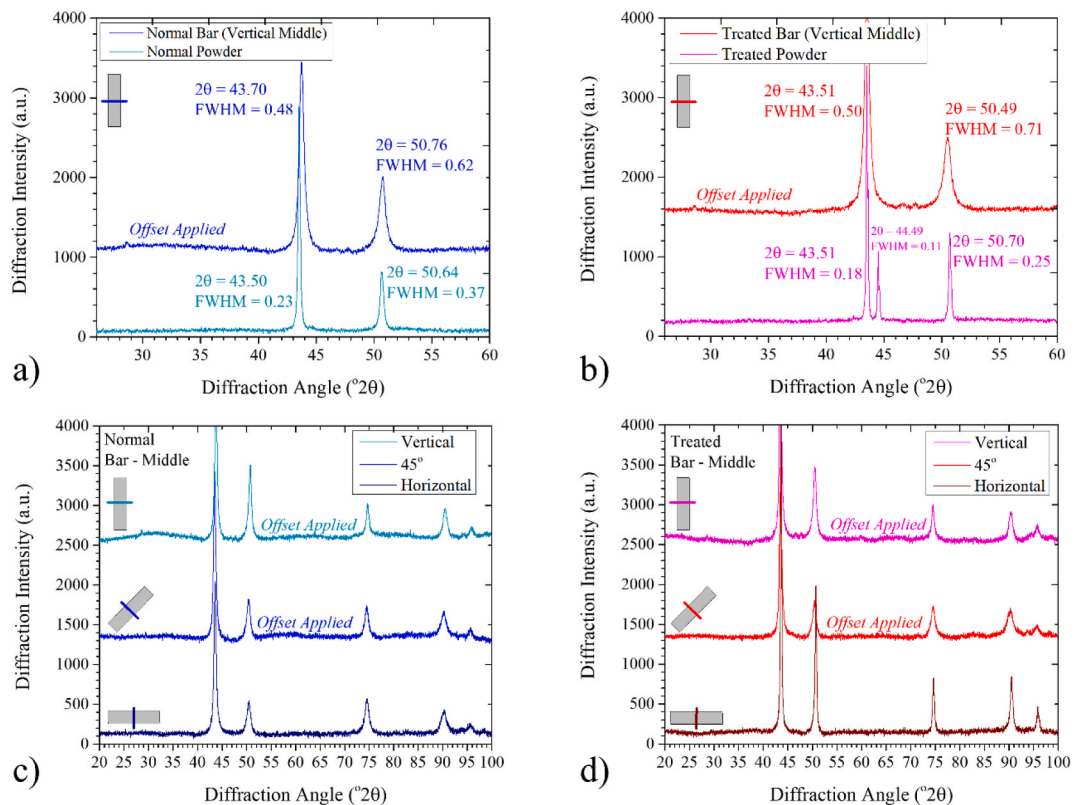 Normal Bar (Vertical Middle)
Normal Powder
4000
3000
2000
1000
0
Diffraction Intensity (a.u.)
2θ = 43.70
FWHM = 0.48
2θ = 50.76
FWHM = 0.62
Offset Applied
2θ = 43.50
FWHM = 0.23
2θ = 50.64
FWHM = 0.37
30 35 40 45 50 55 60
Diffraction Angle (°2θ)
a)
Treated Bar (Vertical Middle)
Treated Powder
4000
3000
2000
1000
0
Diffraction Intensity (a.u.)
2θ = 43.51
FWHM = 0.50
2θ = 50.49
FWHM = 0.71
Offset Applied
2θ = 43.51
FWHM = 0.18
2θ = 44.49
FWHM = 0.11
2θ = 50.70
FWHM = 0.25
30 35 40 45 50 55 60
Diffraction Angle (°2θ)
b)
Normal
Bar - Middle
Vertical
45°
Horizontal
4000
3500
3000
2500
2000
1500
1000
500
0
Diffraction Intensity (a.u.)
Offset Applied
Offset Applied
20 25 30 35 40 45 50 55 60 65 70 75 80 85 90 95 100
Diffraction Angle (°2θ)
c)
Treated
Bar - Middle
Vertical
45°
Horizontal
4000
3500
3000
2500
2000
1500
1000
500
0
Diffraction Intensity (a.u.)
Offset Applied
Offset Applied
20 25 30 35 40 45 50 55 60 65 70 75 80 85 90 95 100
Diffraction Angle (°2θ)
d)